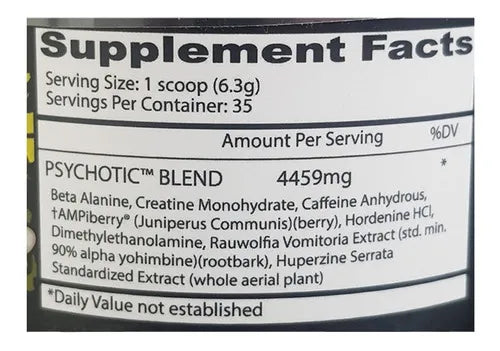 Supplement Facts
Serving Size: 1 scoop (6.3g)
Servings Per Container: 35
Amount Per Serving %DV
PSYCHOTIC™ BLEND 4459mg *
Beta Alanine, Creatine Monohydrate, Caffeine Anhydrous,
†AMPiberry® (Juniperus Communis)(berry), Hordenine HCl,
Dimethylethanolamine, Rauwolfia Vomitoria Extract (std. min.
90% alpha yohimbine)(rootbark), Huperzine Serrata
Standardized Extract (whole aerial plant)
*Daily Value not established